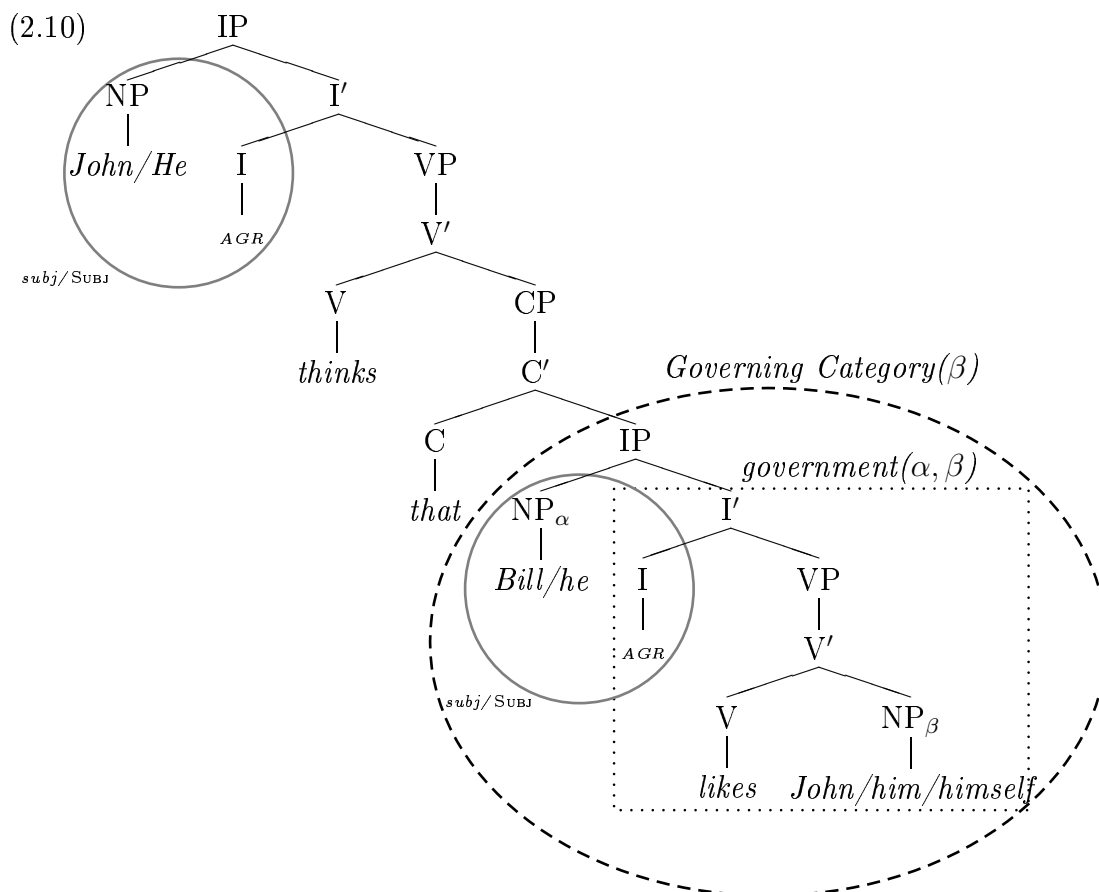 (2.10) IP
NP I′
John/He I VP
AGR V′
subj/SUBJ
V CP
thinks C′ Governing Category(β)
C IP
government(α, β)
that NPα I′
Bill/he I VP
AGR V′
subj/SUBJ
V NPβ
likes John/him/himself